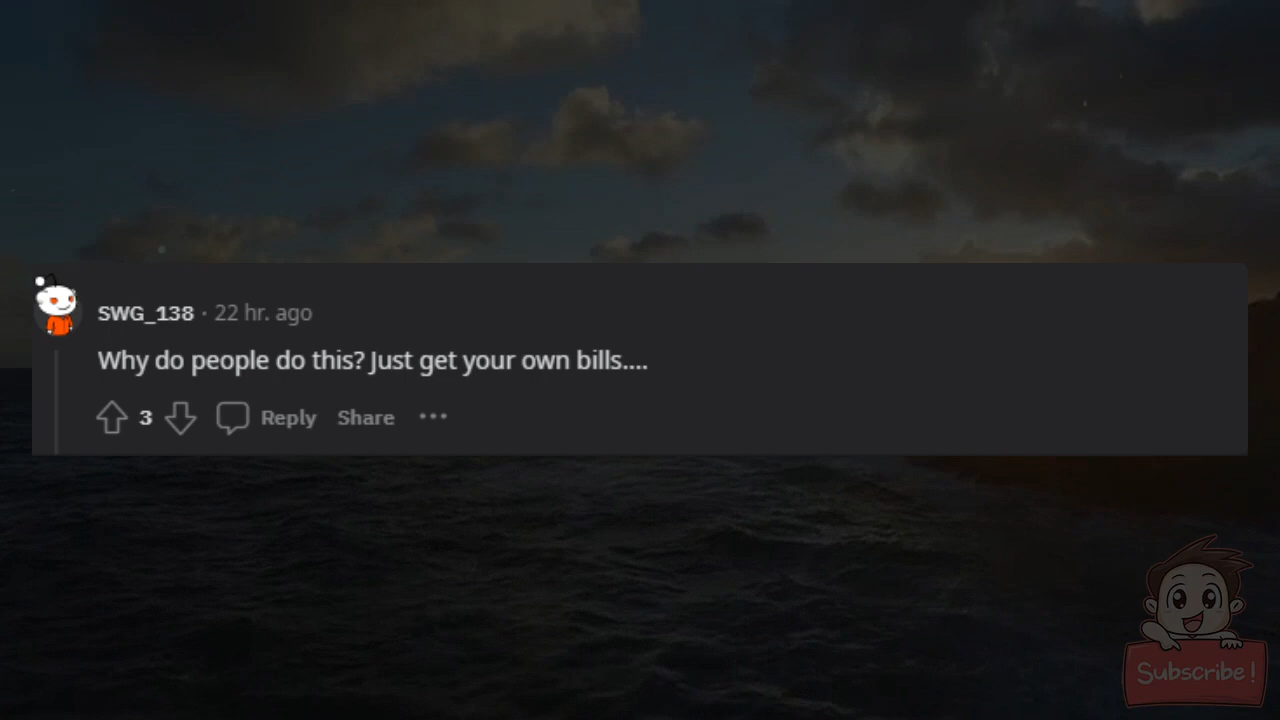 SWG_138 · 22 hr. ago
Why do people do this? Just get your own bills....
3 Reply Share ···
Subscribe!